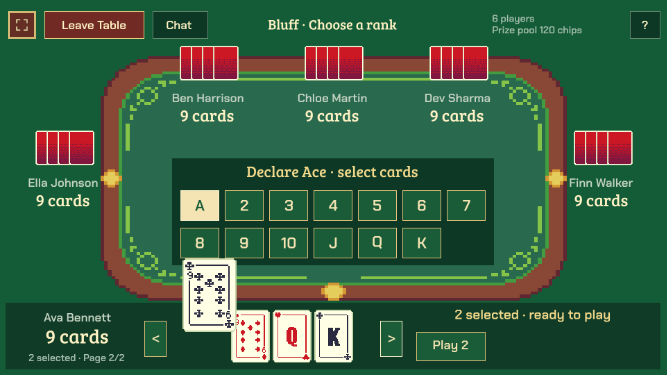 Leave Table
Chat
Bluff · Choose a rank
6 players
Prize pool 120 chips
?
Ben Harrison
9 cards
Chloe Martin
9 cards
Dev Sharma
9 cards
Ella Johnson
9 cards
Finn Walker
9 cards
Declare Ace · select cards
A 2 3 4 5 6 7
8 9 10 J Q K
Ava Bennett
9 cards
2 selected · Page 2/2
<
9
9
Q
K
>
2 selected · ready to play
Play 2